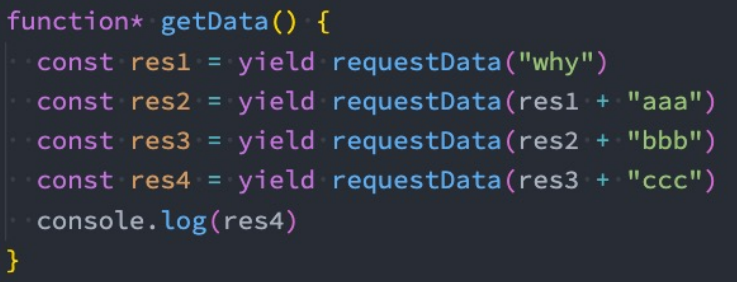 function* getData() {
  const res1 = yield requestData("why")
  const res2 = yield requestData(res1 + "aaa")
  const res3 = yield requestData(res2 + "bbb")
  const res4 = yield requestData(res3 + "ccc")
  console.log(res4)
}